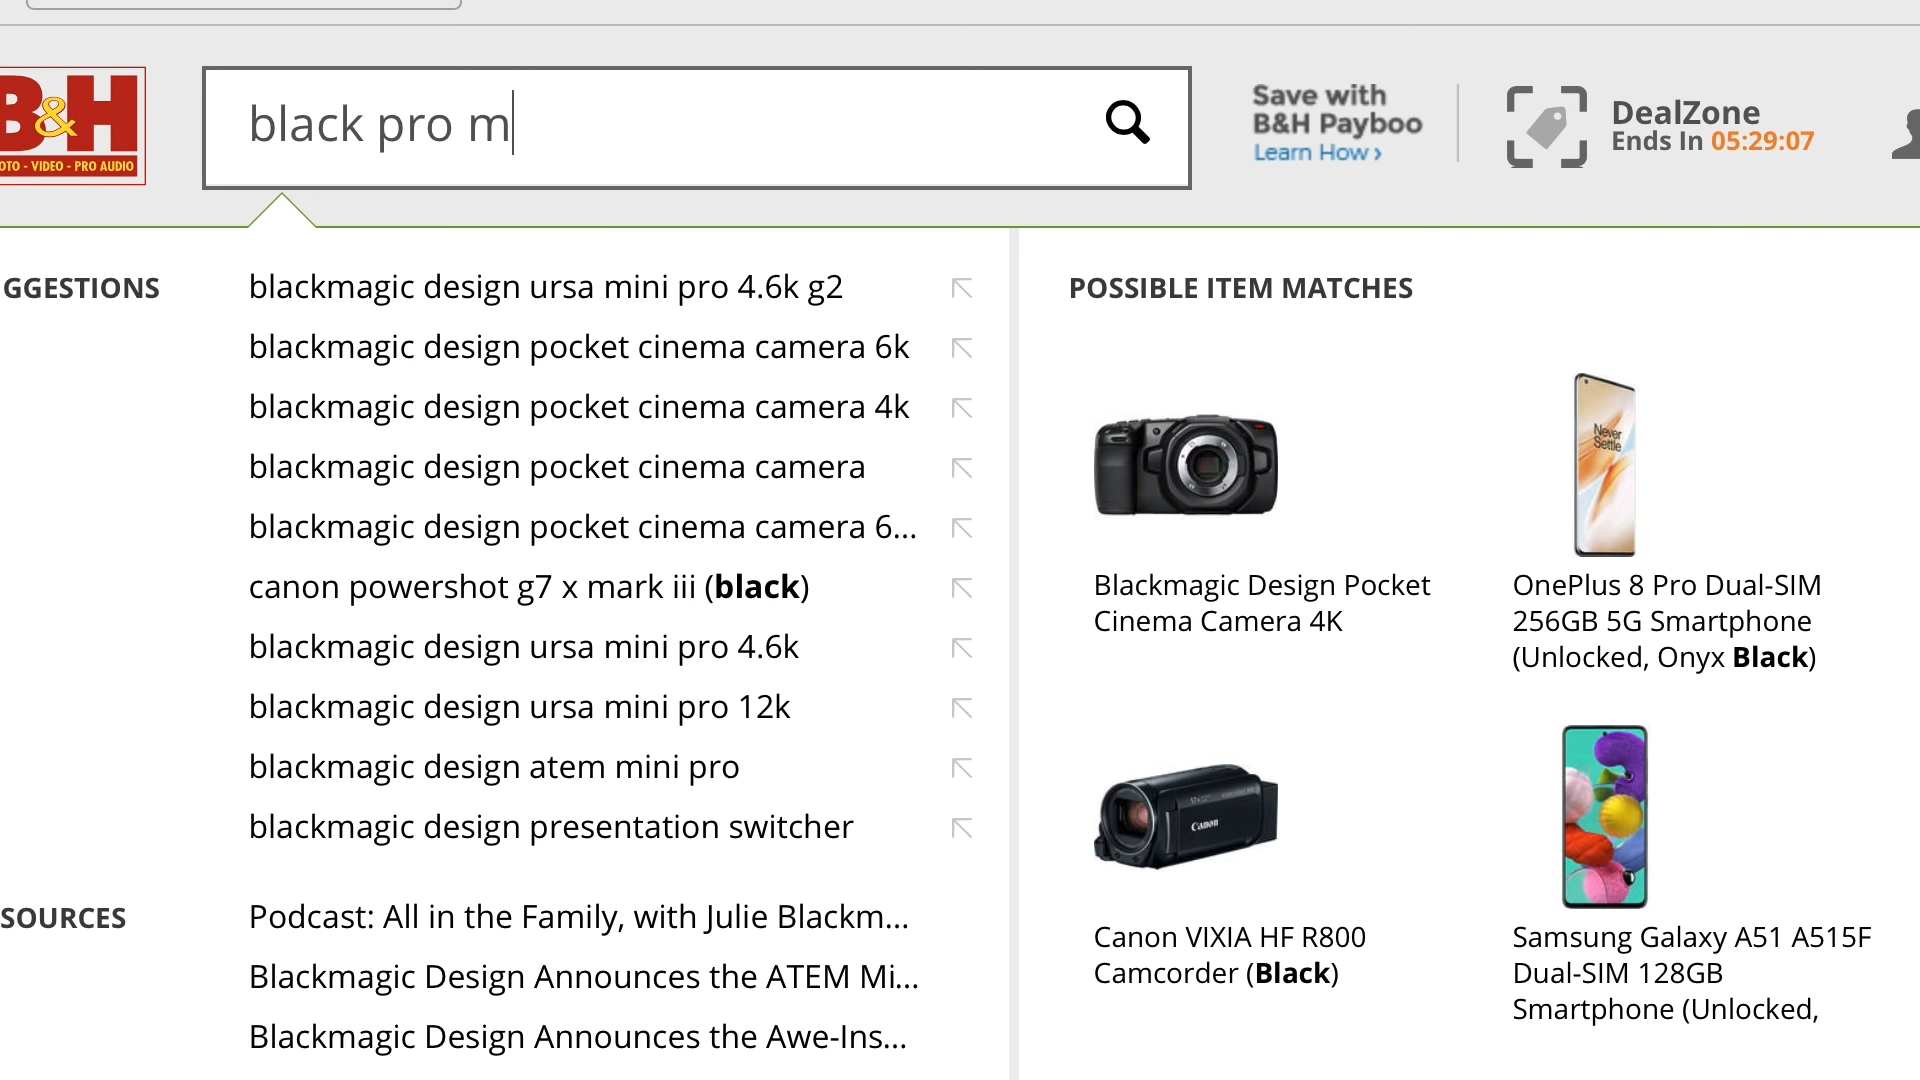 B&H
OTO - VIDEO - PRO AUDIO
black pro m
Save with
B&H Payboo
Learn How ›
DealZone
Ends In 05:29:07
GGESTIONS
blackmagic design ursa mini pro 4.6k g2
blackmagic design pocket cinema camera 6k
blackmagic design pocket cinema camera 4k
blackmagic design pocket cinema camera
blackmagic design pocket cinema camera 6...
canon powershot g7 x mark iii (black)
blackmagic design ursa mini pro 4.6k
blackmagic design ursa mini pro 12k
blackmagic design atem mini pro
blackmagic design presentation switcher
SOURCES
Podcast: All in the Family, with Julie Blackm...
Blackmagic Design Announces the ATEM Mi...
Blackmagic Design Announces the Awe-Ins...
POSSIBLE ITEM MATCHES
Blackmagic Design Pocket
Cinema Camera 4K
Never
Settle
OnePlus 8 Pro Dual-SIM
256GB 5G Smartphone
(Unlocked, Onyx Black)
Canon
Canon VIXIA HF R800
Camcorder (Black)
Samsung Galaxy A51 A515F
Dual-SIM 128GB
Smartphone (Unlocked,